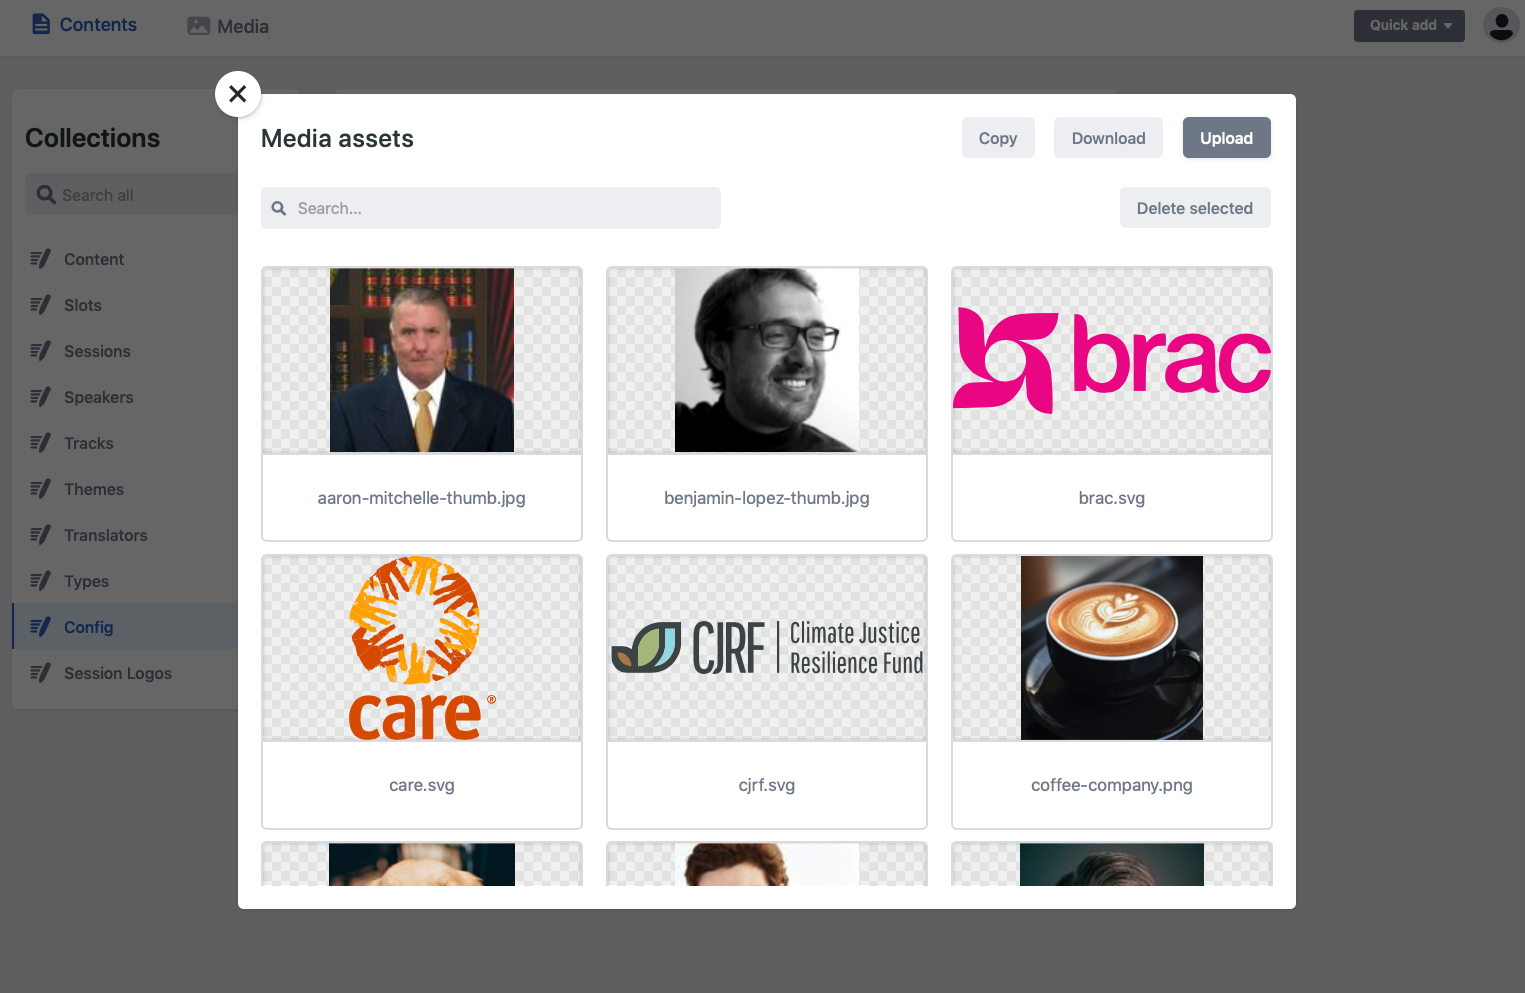 Contents
Media
Quick add
Collections
Search all
Content
Slots
Sessions
Speakers
Tracks
Themes
Translators
Types
Config
Session Logos
Media assets
Copy
Download
Upload
Search...
Delete selected
brac
aaron-mitchelle-thumb.jpg
benjamin-lopez-thumb.jpg
brac.svg
care®
CJRF
Climate Justice
Resilience Fund
care.svg
cjrf.svg
coffee-company.png